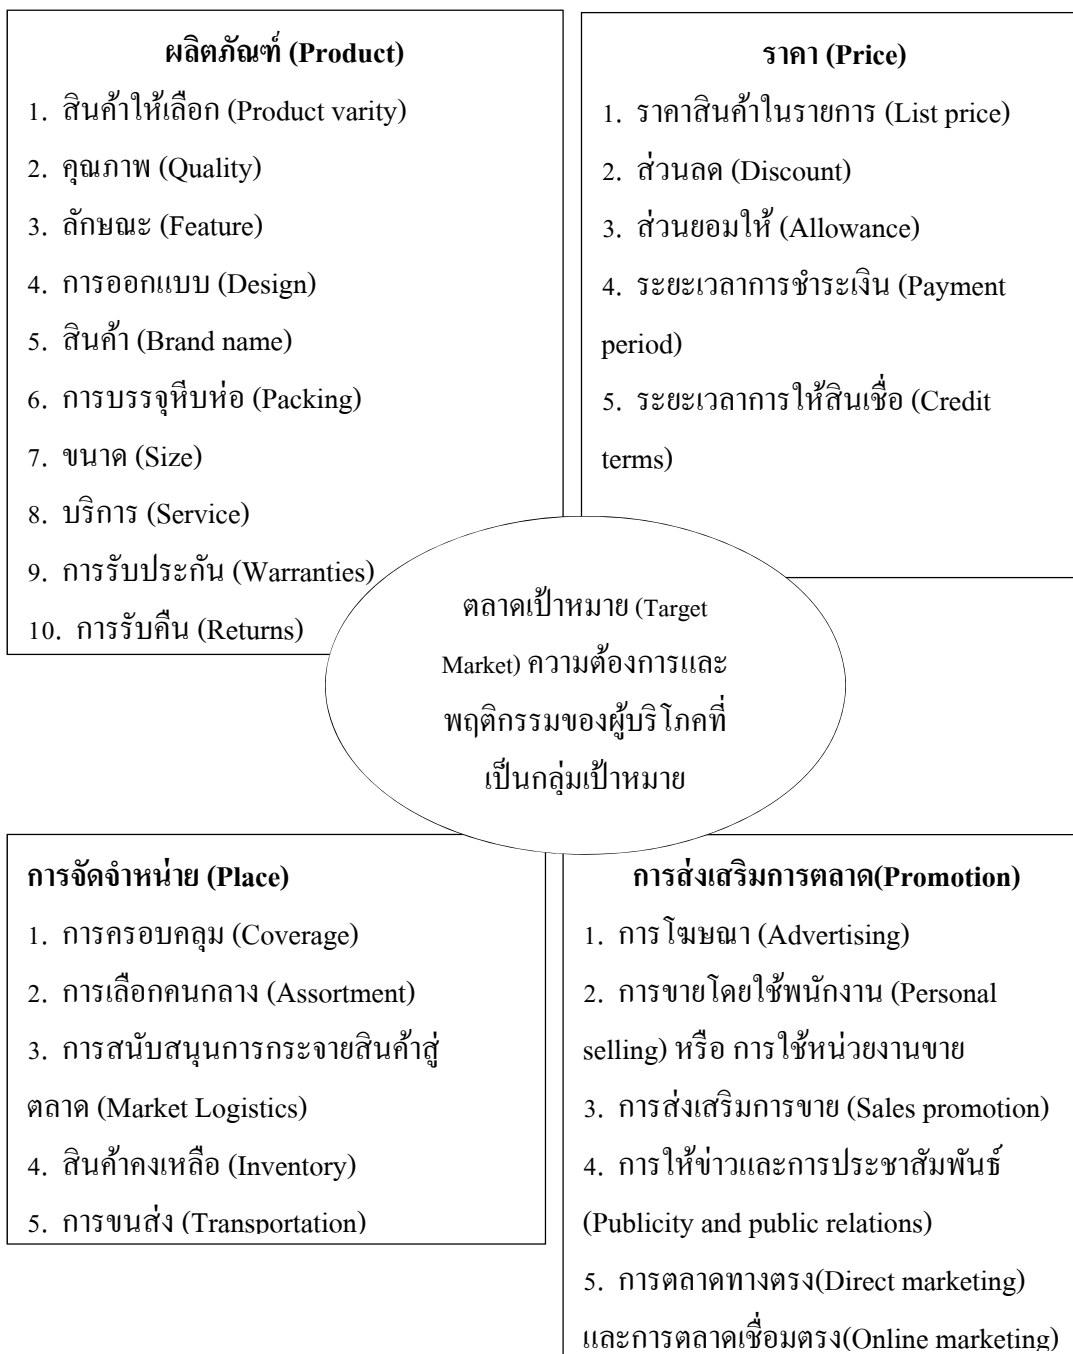 ผลิตภัณฑ์ (Product)
1. สินค้าให้เลือก (Product varity)
2. คุณภาพ (Quality)
3. ลักษณะ (Feature)
4. การออกแบบ (Design)
5. สินค้า (Brand name)
6. การบรรจุหีบห่อ (Packing)
7. ขนาด (Size)
8. บริการ (Service)
9. การรับประกัน (Warranties)
10. การรับคืน (Returns)
ราคา (Price)
1. ราคาสินค้าในรายการ (List price)
2. ส่วนลด (Discount)
3. ส่วนยอมให้ (Allowance)
4. ระยะเวลาการชำระเงิน (Payment
period)
5. ระยะเวลาการให้สินเชื่อ (Credit
terms)
ตลาดเป้าหมาย (Target
Market) ความต้องการและ
พฤติกรรมของผู้บริโภคที่
เป็นกลุ่มเป้าหมาย
การจัดจำหน่าย (Place)
1. การครอบคลุม (Coverage)
2. การเลือกคนกลาง (Assortment)
3. การสนับสนุนการกระจายสินค้าสู่
ตลาด (Market Logistics)
4. สินค้าคงเหลือ (Inventory)
5. การขนส่ง (Transportation)
การส่งเสริมการตลาด(Promotion)
1. การโฆษณา (Advertising)
2. การขายโดยใช้พนักงาน (Personal
selling) หรือ การใช้หน่วยงานขาย
3. การส่งเสริมการขาย (Sales promotion)
4. การให้ข่าวและการประชาสัมพันธ์
(Publicity and public relations)
5. การตลาดทางตรง(Direct marketing)
และการตลาดเชื่อมตรง(Online marketing)